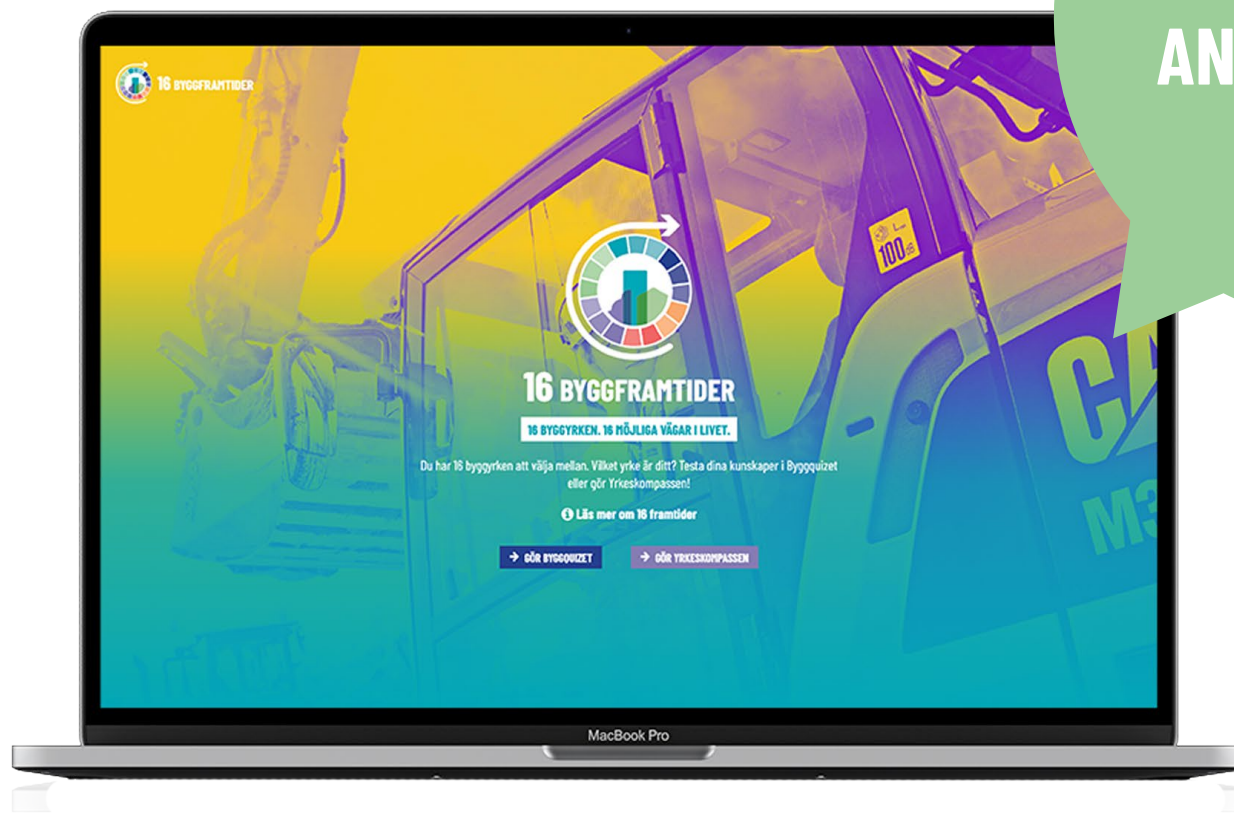 AN
16 BYGGFRAMTIDER
100 dB
CA
M3
16 BYGGFRAMTIDER
16 BYGGYRKEN. 16 MÖJLIGA VÄGAR I LIVET.
Du har 16 byggyrken att välja mellan. Vilket yrke är ditt? Testa dina kunskaper i Byggquizet
eller gör Yrkeskompassen!
Läs mer om 16 framtider
GÖR BYGGQUIZET
GÖR YRKESKOMPASSEN
MacBook Pro